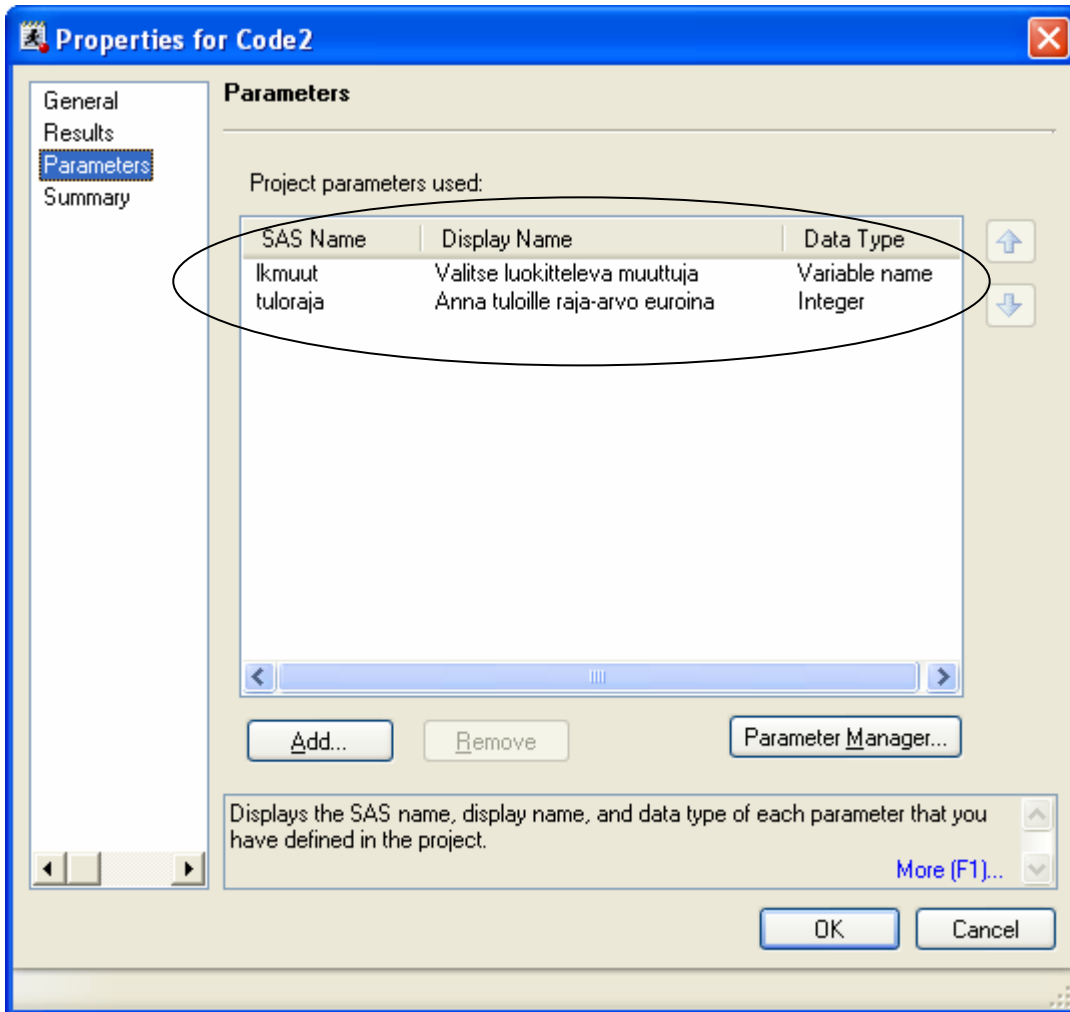 Properties for Code2
General
Results
Parameters
Summary
Parameters
Project parameters used:
SAS Name Display Name Data Type
lkmuut Valitse luokitteleva muuttuja Variable name
tuloraja Anna tuloille raja-arvo euroina Integer
Add... Remove Parameter Manager...
Displays the SAS name, display name, and data type of each parameter that you
have defined in the project.
More (F1)...
OK Cancel